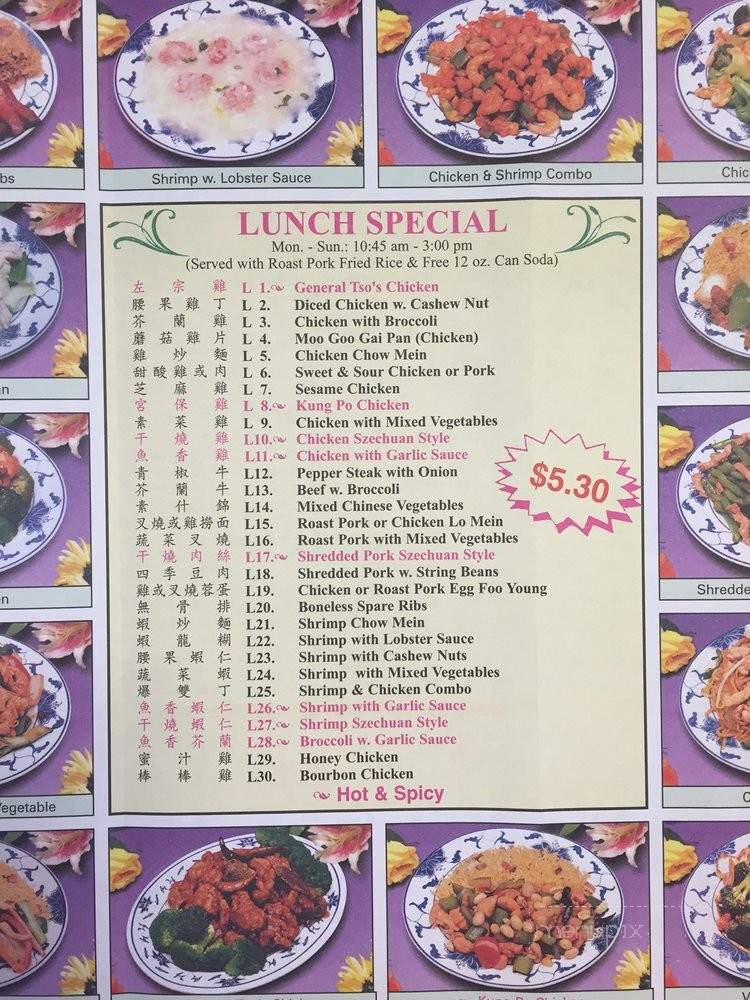 bs
Shrimp w. Lobster Sauce
Chicken & Shrimp Combo
Chic
LUNCH SPECIAL
Mon. - Sun.: 10:45 am - 3:00 pm
(Served with Roast Pork Fried Rice & Free 12 oz. Can Soda)
左宗雞 L 1. General Tso's Chicken
腰果雞丁 L 2. Diced Chicken w. Cashew Nut
芥蘭雞 L 3. Chicken with Broccoli
蘑菇雞片 L 4. Moo Goo Gai Pan (Chicken)
雞炒麵 L 5. Chicken Chow Mein
甜酸雞或肉 L 6. Sweet & Sour Chicken or Pork
芝麻雞 L 7. Sesame Chicken
宮保雞 L 8. Kung Po Chicken
素菜雞 L 9. Chicken with Mixed Vegetables
干燒雞 L10. Chicken Szechuan Style
魚香雞 L11. Chicken with Garlic Sauce
青椒牛 L12. Pepper Steak with Onion
芥蘭牛 L13. Beef w. Broccoli
素什錦 L14. Mixed Chinese Vegetables
叉燒或雞撈面 L15. Roast Pork or Chicken Lo Mein
蔬菜叉燒 L16. Roast Pork with Mixed Vegetables
干燒肉絲 L17. Shredded Pork Szechuan Style
四季豆肉 L18. Shredded Pork w. String Beans
雞或叉燒蓉蛋 L19. Chicken or Roast Pork Egg Foo Young
無骨排 L20. Boneless Spare Ribs
蝦炒麵 L21. Shrimp Chow Mein
蝦龍糊 L22. Shrimp with Lobster Sauce
腰果蝦仁 L23. Shrimp with Cashew Nuts
蔬菜蝦 L24. Shrimp with Mixed Vegetables
爆雙丁 L25. Shrimp & Chicken Combo
魚香蝦仁 L26. Shrimp with Garlic Sauce
干燒蝦仁 L27. Shrimp Szechuan Style
魚香芥蘭 L28. Broccoli w. Garlic Sauce
蜜汁雞 L29. Honey Chicken
棒棒雞 L30. Bourbon Chicken
Hot & Spicy
$5.30
n
en
Shredde
Vegetable
C
menupix